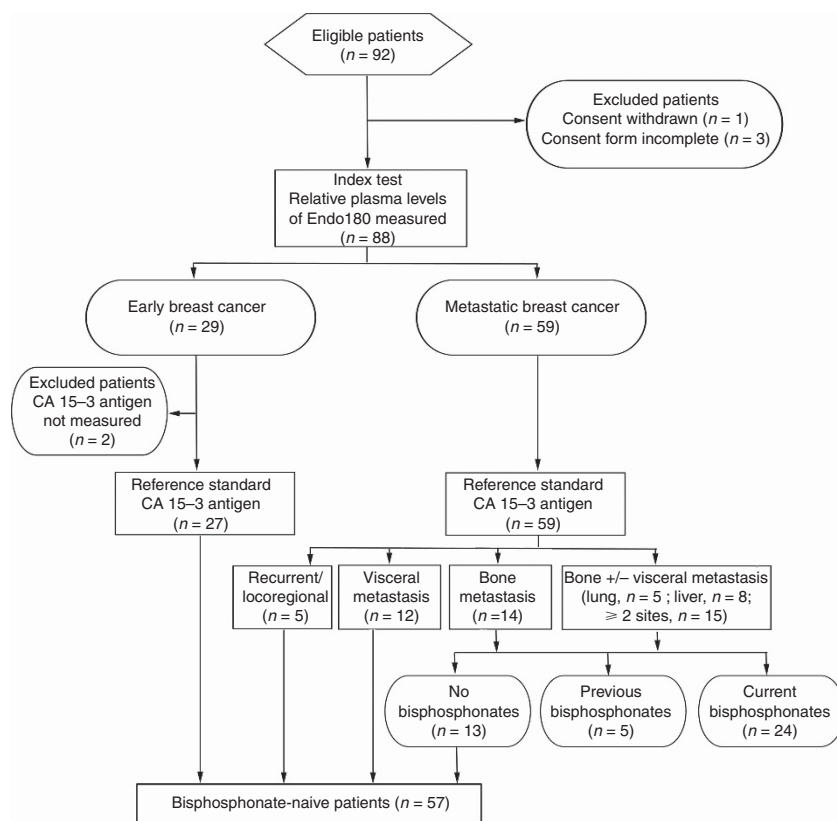 Eligible patients
(n = 92)
Excluded patients
Consent withdrawn (n = 1)
Consent form incomplete (n = 3)
Index test
Relative plasma levels
of Endo180 measured
(n = 88)
Early breast cancer
(n = 29)
Metastatic breast cancer
(n = 59)
Excluded patients
CA 15–3 antigen
not measured
(n = 2)
Reference standard
CA 15–3 antigen
(n = 27)
Reference standard
CA 15–3 antigen
(n = 59)
Recurrent/
locoregional
(n = 5)
Visceral
metastasis
(n = 12)
Bone
metastasis
(n =14)
Bone +/− visceral metastasis
(lung, n = 5 ; liver, n = 8;
⩾ 2 sites, n = 15)
No
bisphosphonates
(n = 13)
Previous
bisphosphonates
(n = 5)
Current
bisphosphonates
(n = 24)
Bisphosphonate-naive patients (n = 57)